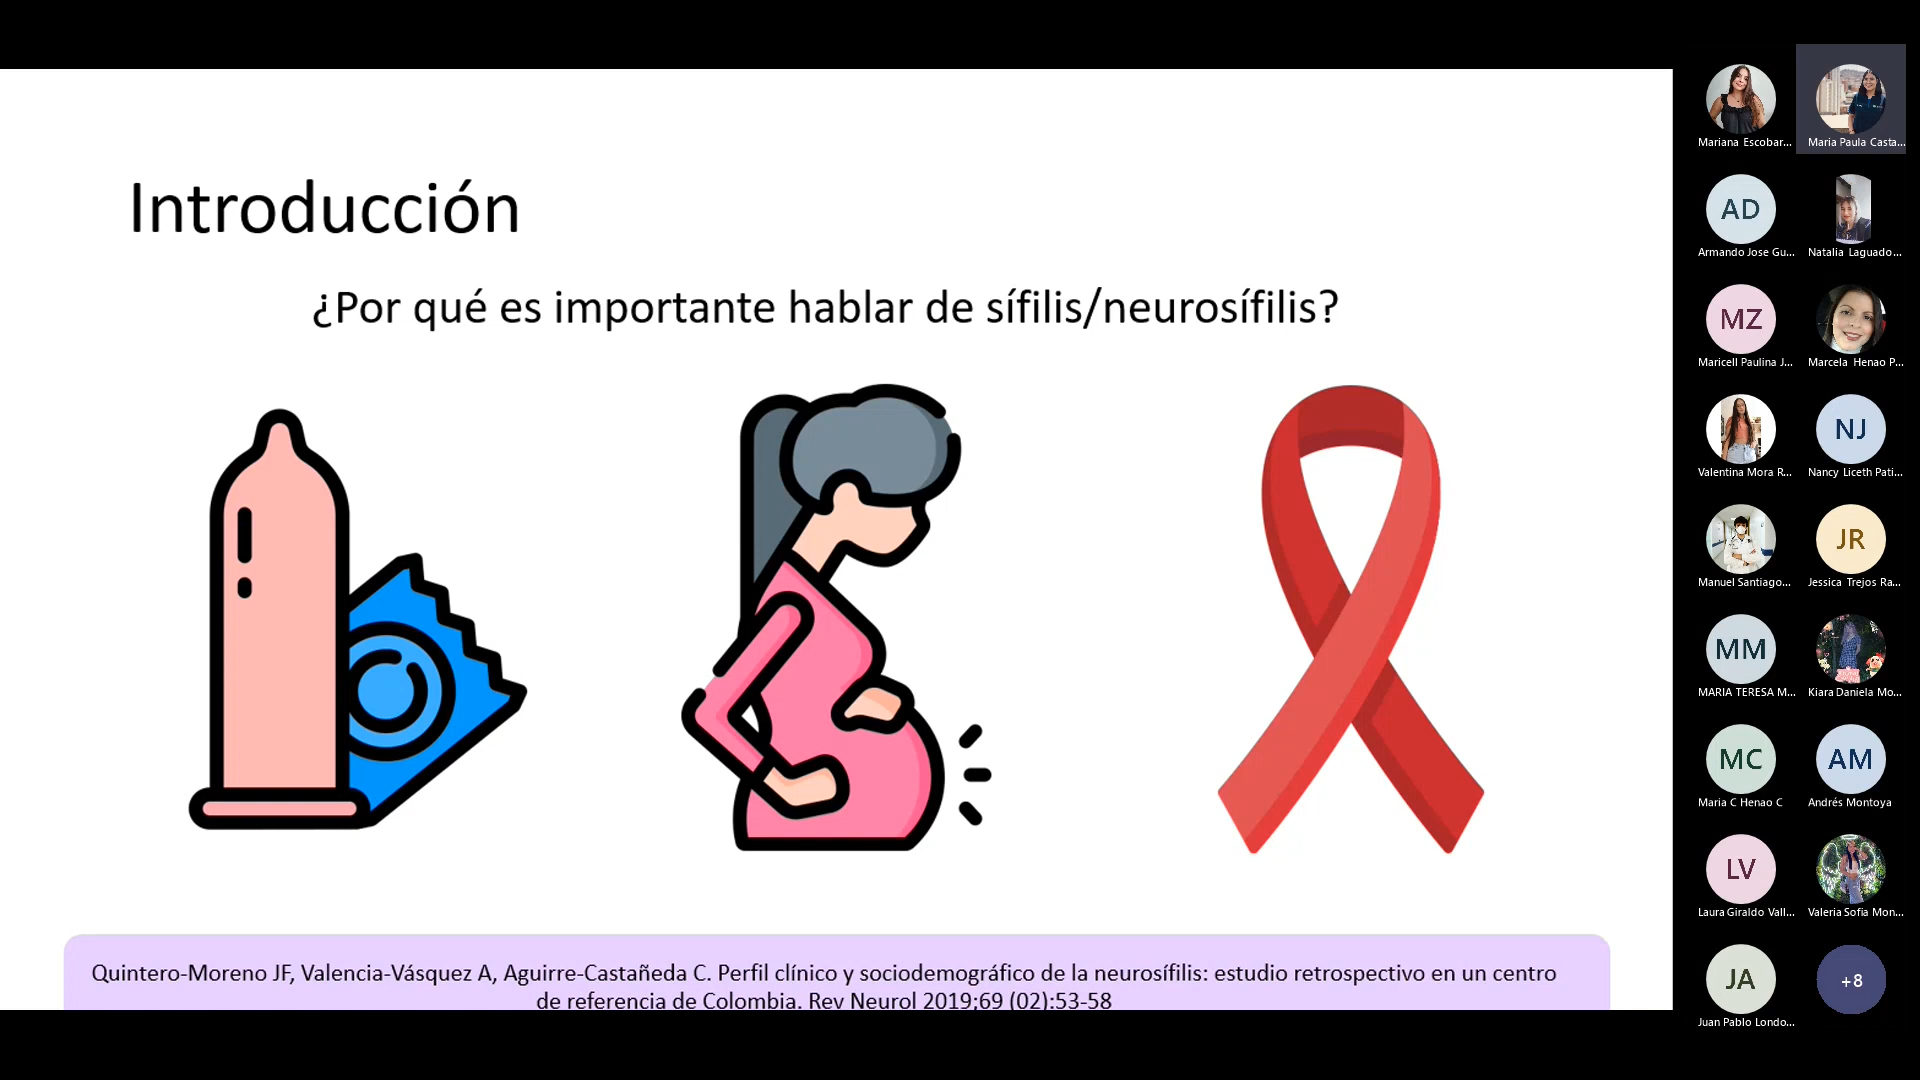 Introducción
¿Por qué es importante hablar de sífilis/neurosífilis?
Quintero-Moreno JF, Valencia-Vásquez A, Aguirre-Castañeda C. Perfil clínico y sociodemográfico de la neurosífilis: estudio retrospectivo en un centro
de referencia de Colombia. Rev Neurol 2019;69 (02):53-58
Mariana Escobar...
Maria Paula Casta...
AD
Armando Jose Gu...
Natalia Laguado...
MZ
Maricell Paulina J...
Marcela Henao P...
Valentina Mora R...
NJ
Nancy Liceth Pati...
Manuel Santiago...
JR
Jessica Trejos Ra...
MM
MARIA TERESA M...
Kiara Daniela Mo...
MC
Maria C Henao C
AM
Andrés Montoya
LV
Laura Giraldo Vall...
Valeria Sofia Mon...
JA
Juan Pablo Londo...
+8